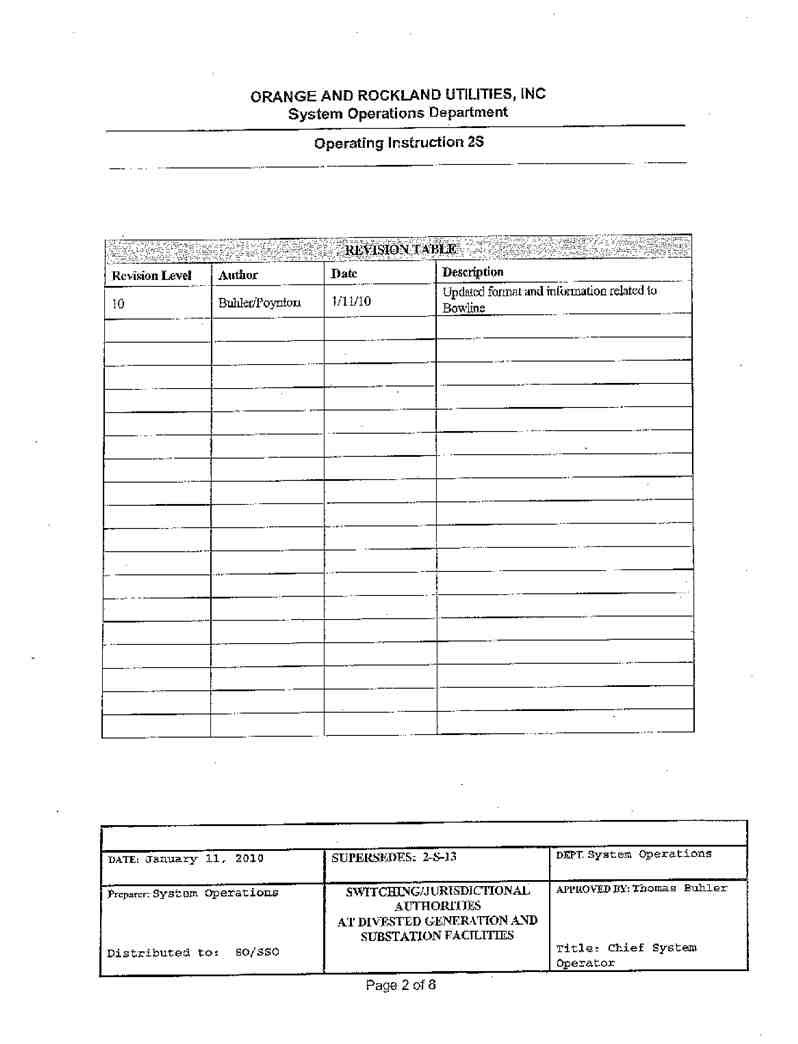 ORANGE AND ROCKLAND UTILITIES, INC
System Operations Department
Operating Instruction 2S
REVISION TABLE
Revision Level Author Date Description
10 Buhler/Poynton 1/11/10 Updated format and information related to
Bowline
DATE: January 11, 2010 SUPERSEDES: 2-S-13 DEPT. System Operations
Preparer: System Operations SWITCHING/JURISDICTIONAL APPROVED BY: Thomas Buhler
AUTHORITIES
AT DIVESTED GENERATION AND
SUBSTATION FACILITIES
Distributed to: SO/SSO Title: Chief System
Operator
Page 2 of 8